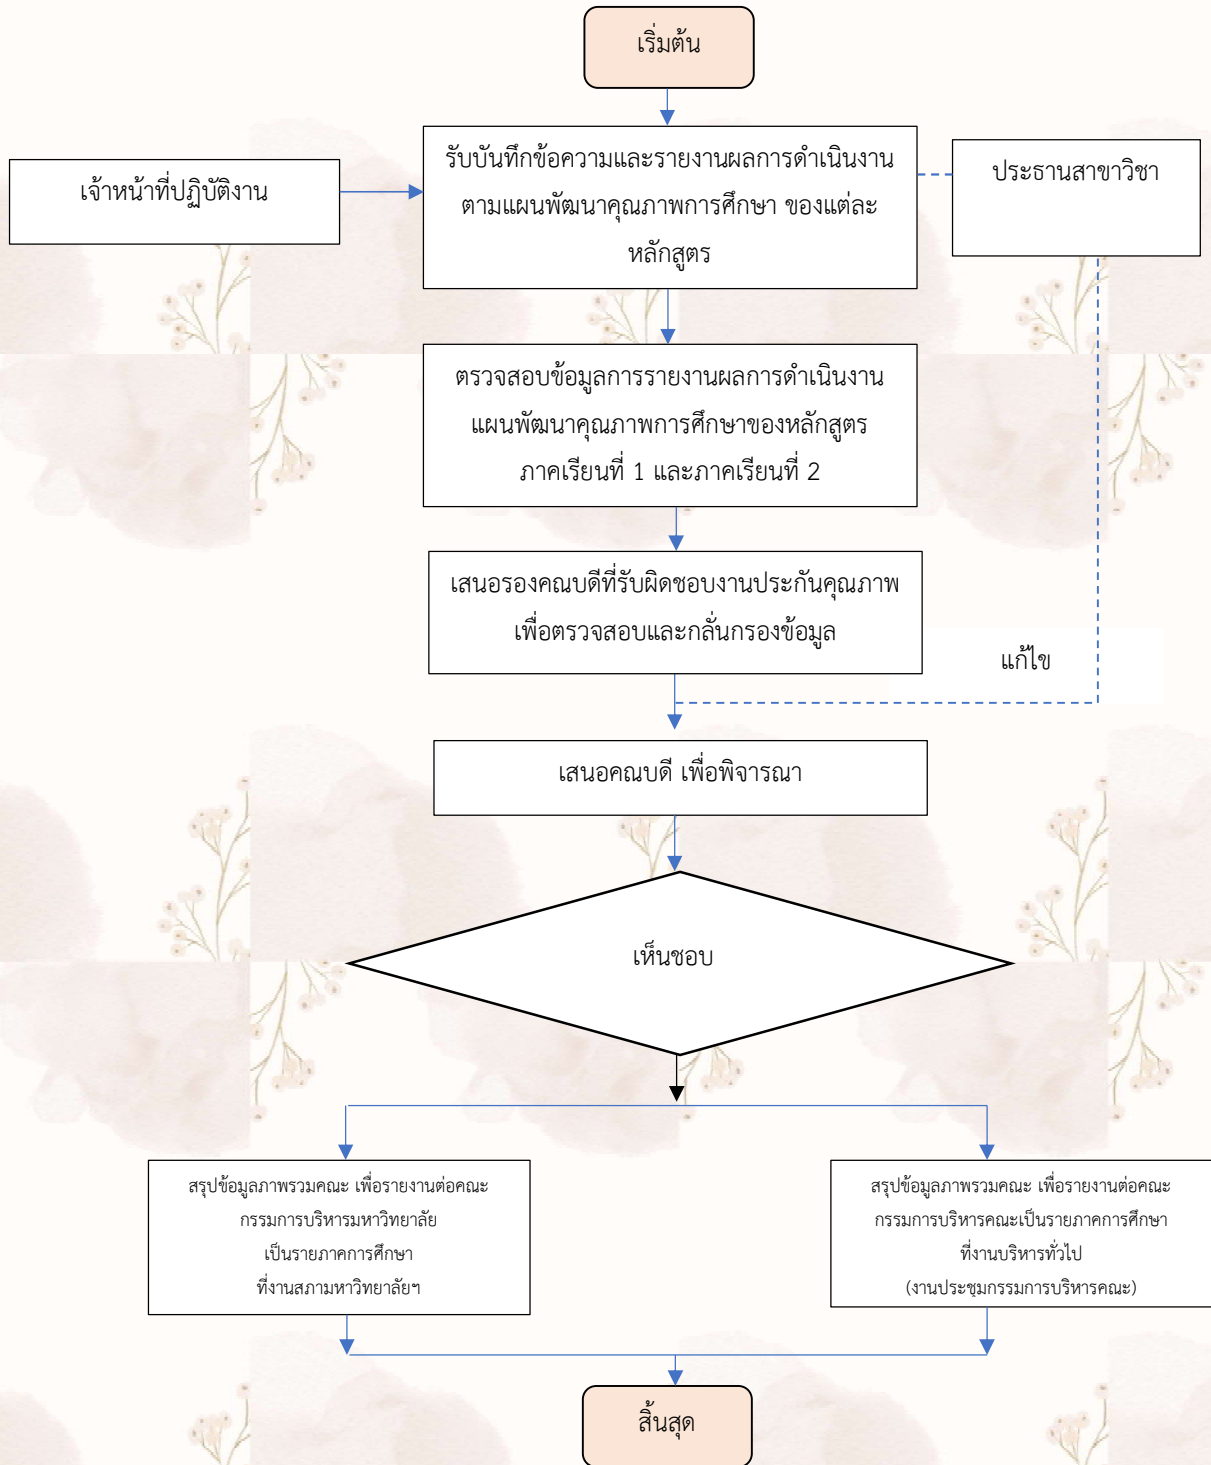 เริ่มต้น
เจ้าหน้าที่ปฏิบัติงาน
รับบันทึกข้อความและรายงานผลการดำเนินงาน
ตามแผนพัฒนาคุณภาพการศึกษา ของแต่ละ
หลักสูตร
ประธานสาขาวิชา
ตรวจสอบข้อมูลการรายงานผลการดำเนินงาน
แผนพัฒนาคุณภาพการศึกษาของหลักสูตร
ภาคเรียนที่ 1 และภาคเรียนที่ 2
เสนอรองคณบดีที่รับผิดชอบงานประกันคุณภาพ
เพื่อตรวจสอบและกลั่นกรองข้อมูล
แก้ไข
เสนอคณบดี เพื่อพิจารณา
เห็นชอบ
สรุปข้อมูลภาพรวมคณะ เพื่อรายงานต่อคณะ
กรรมการบริหารมหาวิทยาลัย
เป็นรายภาคการศึกษา
ที่งานสภามหาวิทยาลัยฯ
สรุปข้อมูลภาพรวมคณะ เพื่อรายงานต่อคณะ
กรรมการบริหารคณะเป็นรายภาคการศึกษา
ที่งานบริหารทั่วไป
(งานประชุมกรรมการบริหารคณะ)
สิ้นสุด